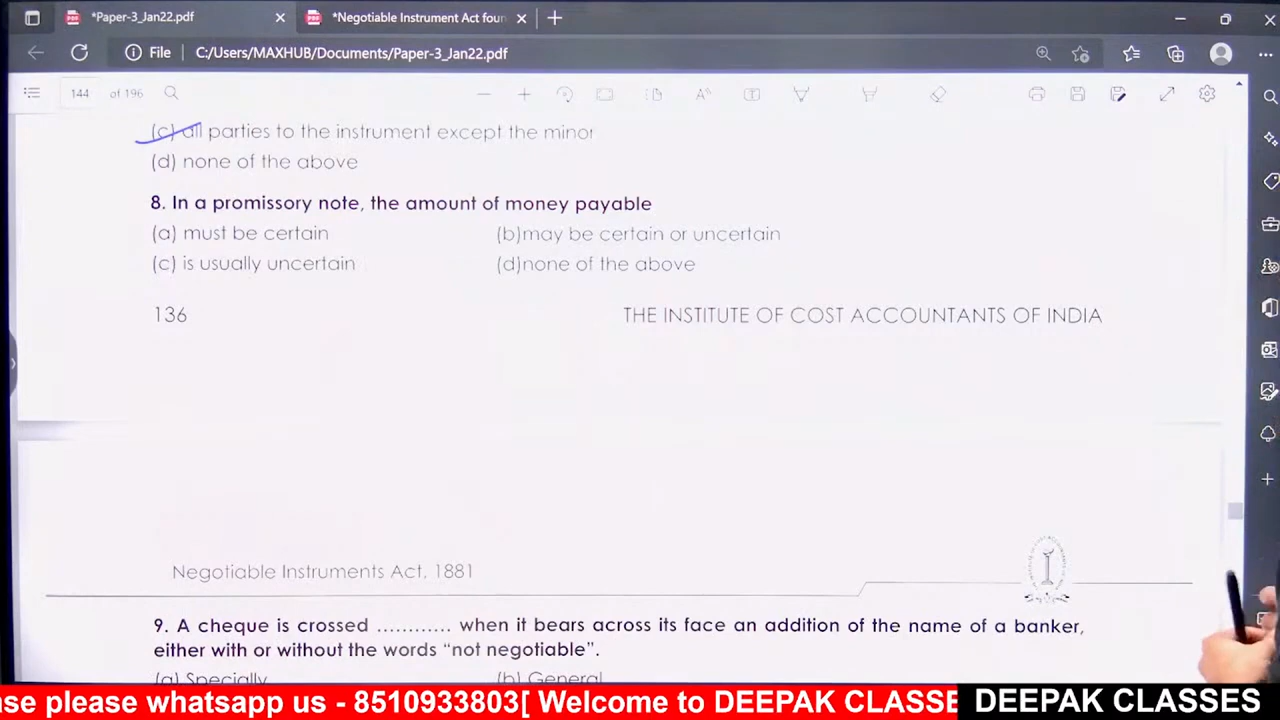 *Paper-3_Jan22.pdf
*Negotiable Instrument Act foun
File
C:/Users/MAXHUB/Documents/Paper-3_Jan22.pdf
144 of 196
(c) all parties to the instrument except the minor
(d) none of the above
8. In a promissory note, the amount of money payable
(a) must be certain
(b)may be certain or uncertain
(c) is usually uncertain
(d)none of the above
136
THE INSTITUTE OF COST ACCOUNTANTS OF INDIA
Negotiable Instruments Act, 1881
9. A cheque is crossed ............ when it bears across its face an addition of the name of a banker,
either with or without the words “not negotiable”.
(a) Specially
(b) General
se please whatsapp us - 8510933803[ Welcome to DEEPAK CLASSE
DEEPAK CLASSES